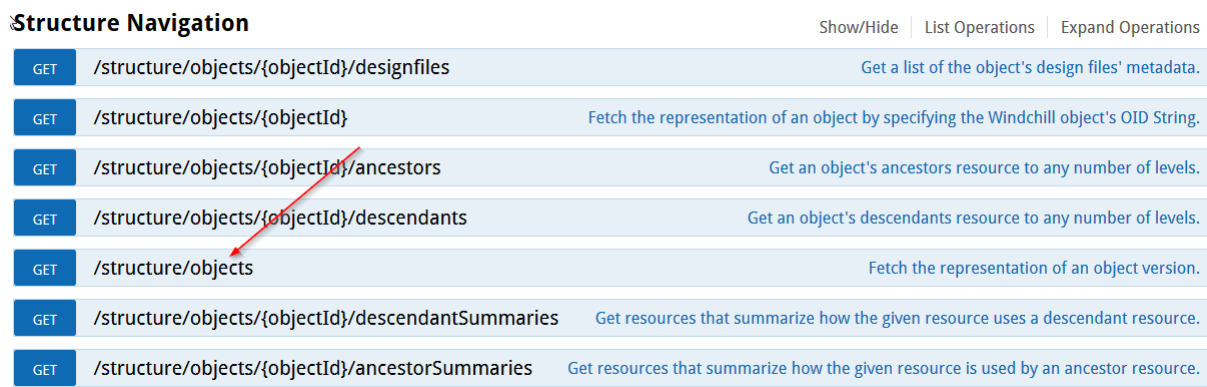 Structure Navigation Show/Hide List Operations Expand Operations
GET /structure/objects/{objectId}/designfiles Get a list of the object's design files' metadata.
GET /structure/objects/{objectId} Fetch the representation of an object by specifying the Windchill object's OID String.
GET /structure/objects/{objectId}/ancestors Get an object's ancestors resource to any number of levels.
GET /structure/objects/{objectId}/descendants Get an object's descendants resource to any number of levels.
GET /structure/objects Fetch the representation of an object version.
GET /structure/objects/{objectId}/descendantSummaries Get resources that summarize how the given resource uses a descendant resource.
GET /structure/objects/{objectId}/ancestorSummaries Get resources that summarize how the given resource is used by an ancestor resource.